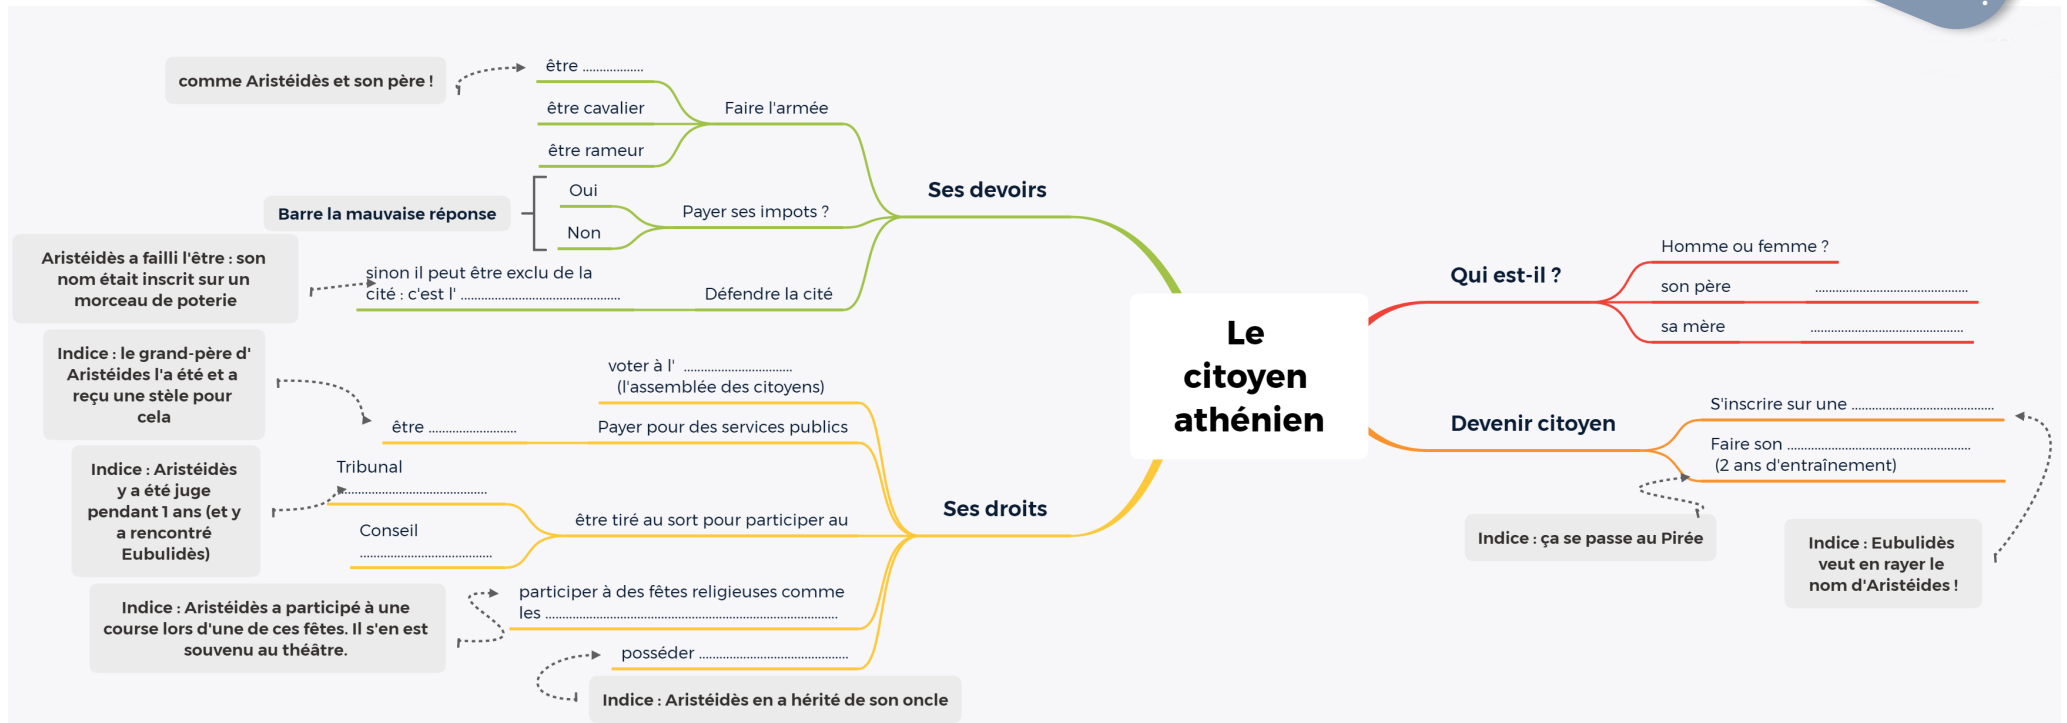 Le
citoyen
athénien
Ses devoirs
Faire l'armée
être ..................
comme Aristéidès et son père !
être cavalier
être rameur
Payer ses impots ?
Oui
Non
Barre la mauvaise réponse
Défendre la cité
sinon il peut être exclu de la
cité : c'est l' ...............................................
Aristéidès a failli l'être : son
nom était inscrit sur un
morceau de poterie
Qui est-il ?
Homme ou femme ?
son père .............................................
sa mère .............................................
Devenir citoyen
S'inscrire sur une ..........................................
Faire son ......................................................
(2 ans d'entraînement)
Indice : ça se passe au Pirée
Indice : Eubulidès
veut en rayer le
nom d'Aristéides !
Ses droits
voter à l' ................................
(l'assemblée des citoyens)
Payer pour des services publics
être ..........................
Indice : le grand-père d'
Aristéides l'a été et a
reçu une stèle pour
cela
être tiré au sort pour participer au
Tribunal
............................................
Conseil
.......................................
Indice : Aristéidès
y a été juge
pendant 1 ans (et y
a rencontré
Eubulidès)
participer à des fêtes religieuses comme
les ......................................................................................
Indice : Aristéidès a participé à une
course lors d'une de ces fêtes. Il s'en est
souvenu au théâtre.
posséder ............................................
Indice : Aristéidès en a hérité de son oncle